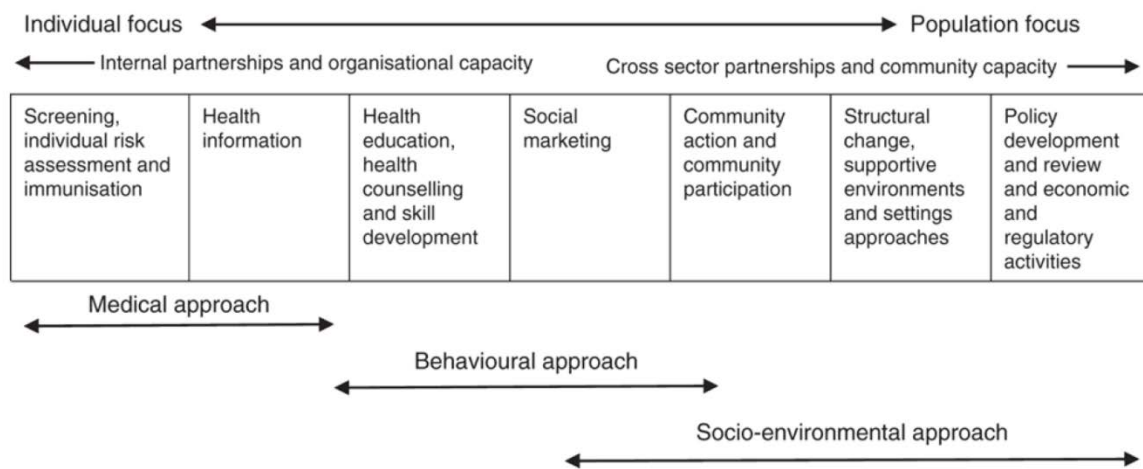 Individual focus
Population focus
Internal partnerships and organisational capacity
Cross sector partnerships and community capacity
Screening,
individual risk
assessment and
immunisation
Health
information
Health
education,
health
counselling
and skill
development
Social
marketing
Community
action and
community
participation
Structural
change,
supportive
environments
and settings
approaches
Policy
development
and review
and economic
and
regulatory
activities
Medical approach
Behavioural approach
Socio-environmental approach